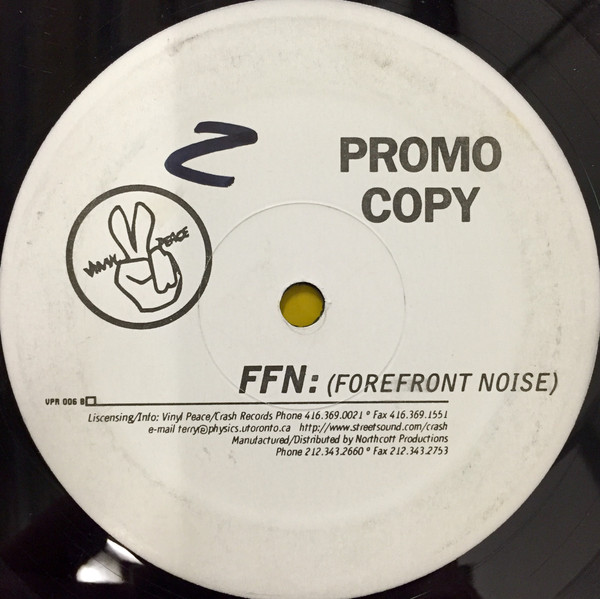 2
PROMO
COPY
VINYL PEACE
FFN: (FOREFRONT NOISE)
VPR 006 B
Liscensing/Info: Vinyl Peace/Crash Records Phone 416.369.0021 ° Fax 416.369.1551
e-mail terry@physics.utoronto.ca http://www.streetsound.com/crash
Manufactured/Distributed by Northcott Productions
Phone 212.343.2660 ° Fax 212.343.2753